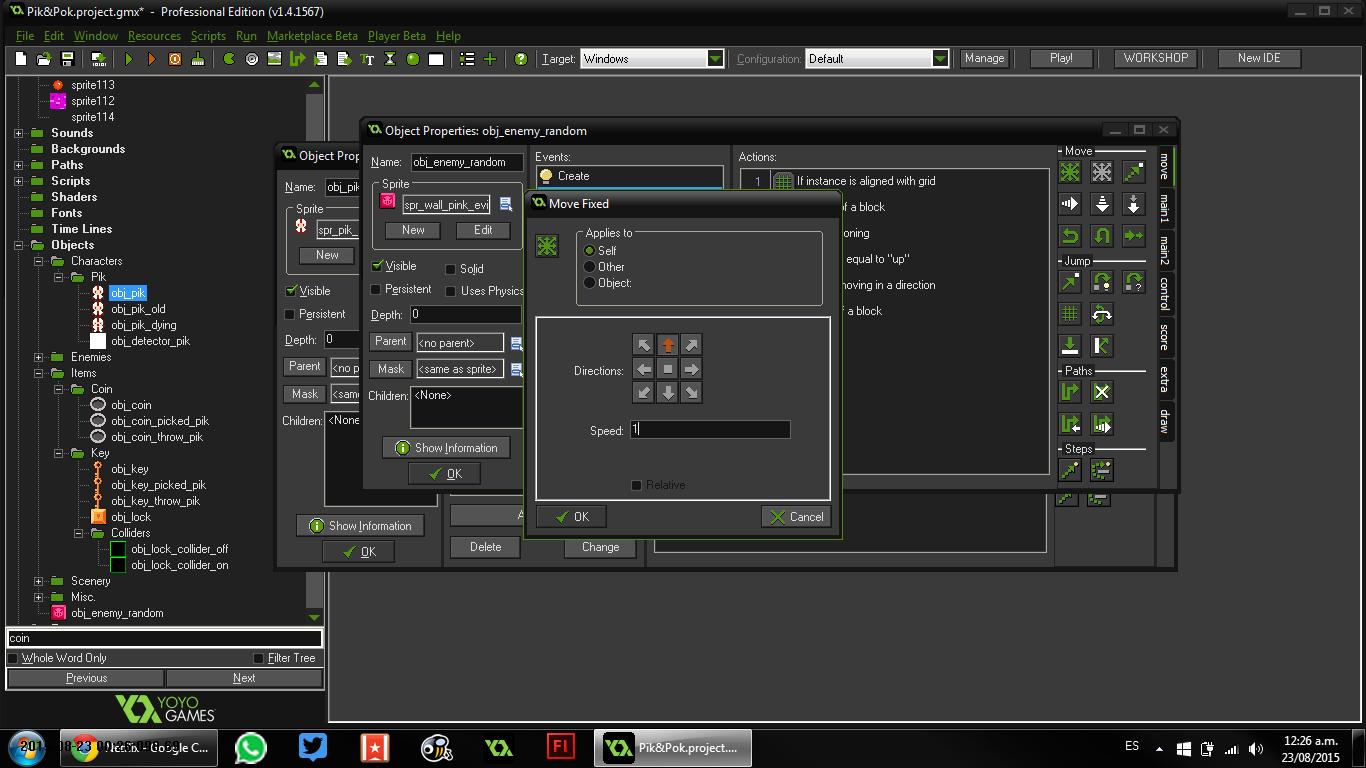 Pik&Pok.project.gmx* - Professional Edition (v1.4.1567)
File Edit Window Resources Scripts Run Marketplace Beta Player Beta Help
Target: Windows Configuration: Default Manage Play! WORKSHOP New IDE
sprite113
sprite112
sprite114
Sounds
Backgrounds
Paths
Scripts
Shaders
Fonts
Time Lines
Objects
Characters
Pik
obj_pik
obj_pik_old
obj_pik_dying
obj_detector_pik
Enemies
Items
Coin
obj_coin
obj_coin_picked_pik
obj_coin_throw_pik
Key
obj_key
obj_key_picked_pik
obj_key_throw_pik
obj_lock
Colliders
obj_lock_collider_off
obj_lock_collider_on
Scenery
Misc.
obj_enemy_random
coin
Whole Word Only Filter Tree
Previous Next
YOYO
GAMES
Object Prop
Name: obj_pik
Sprite
spr_pik_
New
Visible
Persistent
Depth: 0
Parent <no p
Mask <sam
Children: <None
Show Information
OK
A
Delete Change
Object Properties: obj_enemy_random
Name: obj_enemy_random
Sprite
spr_wall_pink_evi
New Edit
Visible Solid
Persistent Uses Physics
Depth: 0
Parent <no parent>
Mask <same as sprite>
Children: <None>
Show Information
OK
Events:
Create
Actions:
1 If instance is aligned with grid
of a block
oning
equal to "up"
noving in a direction
f a block
Move
Jump
Paths
Steps
move
main1
main2
control
score
extra
draw
Move Fixed
Applies to
Self
Other
Object:
Directions:
Speed: 1
Relative
OK Cancel
Netflix - Google C...
Fl
Pik&Pok.project....
ES
12:26 a.m.
23/08/2015